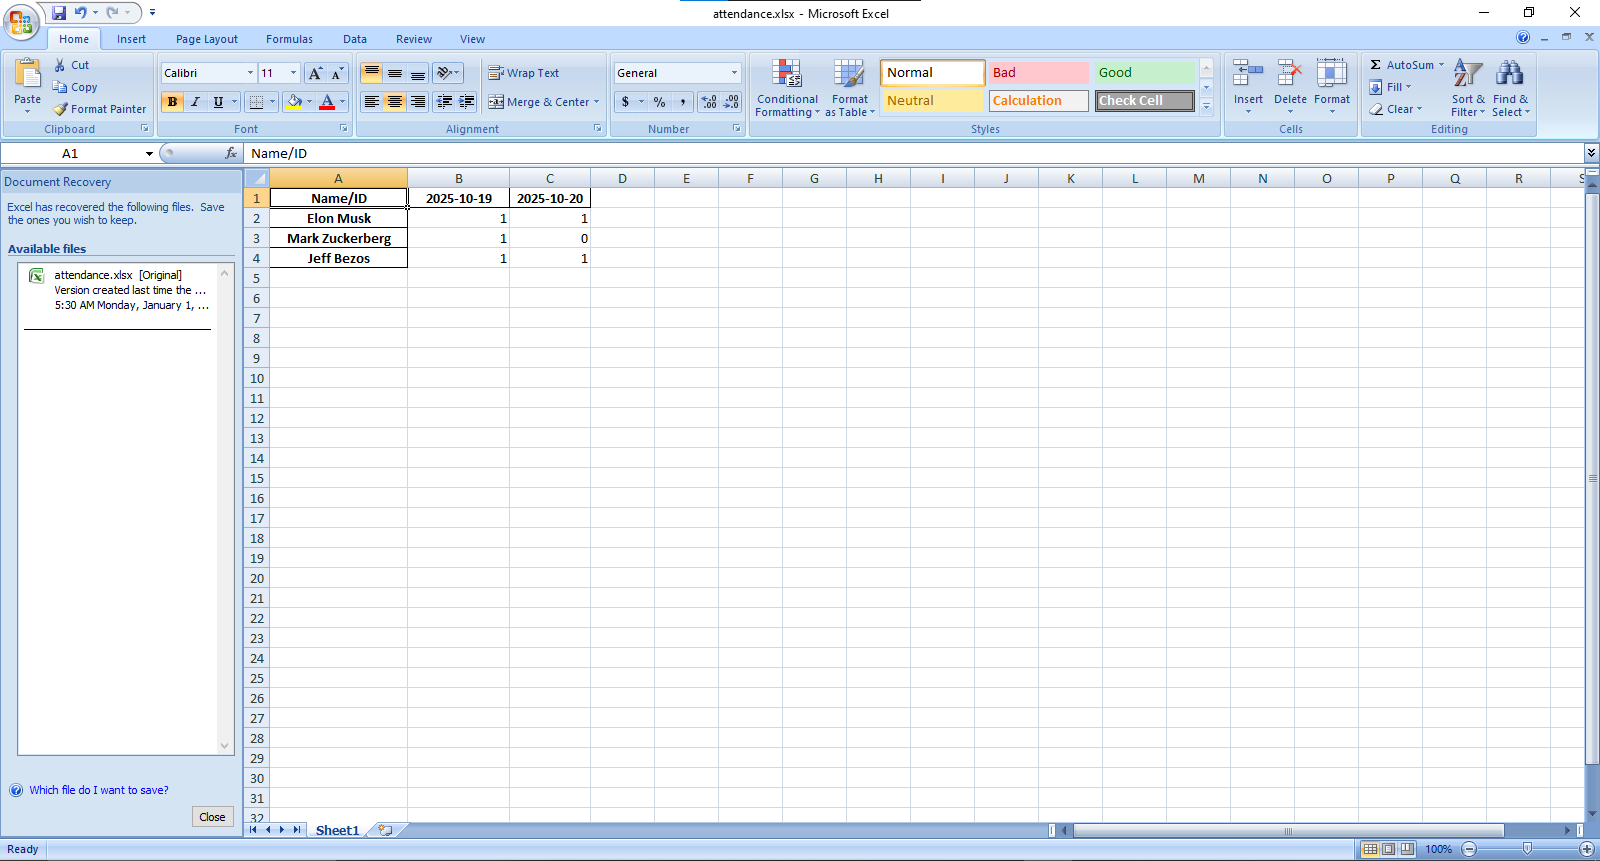 attendance.xlsx - Microsoft Excel
Home Insert Page Layout Formulas Data Review View
Paste
Cut
Copy
Format Painter
Clipboard
Calibri 11
B I U
Font
Wrap Text
Merge & Center
Alignment
General
$ % ,
Number
Conditional Formatting
Format as Table
Normal Bad Good
Neutral Calculation Check Cell
Styles
Insert Delete Format
Cells
Σ AutoSum
Fill
Clear
Sort & Filter
Find & Select
Editing
A1 fx Name/ID
Document Recovery
Excel has recovered the following files. Save
the ones you wish to keep.
Available files
attendance.xlsx [Original]
Version created last time the ...
5:30 AM Monday, January 1, ...
Which file do I want to save?
Close
A B C D E F G H I J K L M N O P Q R S
1 Name/ID 2025-10-19 2025-10-20
2 Elon Musk 1 1
3 Mark Zuckerberg 1 0
4 Jeff Bezos 1 1
5
6
7
8
9
10
11
12
13
14
15
16
17
18
19
20
21
22
23
24
25
26
27
28
29
30
31
32
Sheet1
Ready 100%